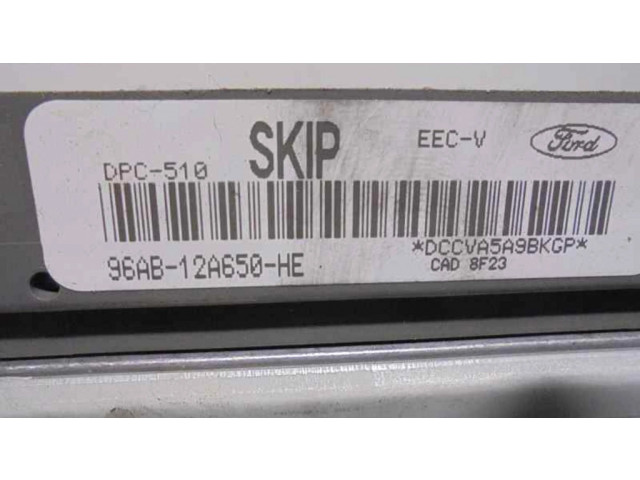 SKIP EEC-V Ford
DPC-510
*DCCVA5A9BKGP*
96AB-12A650-HE
CAD 8F23